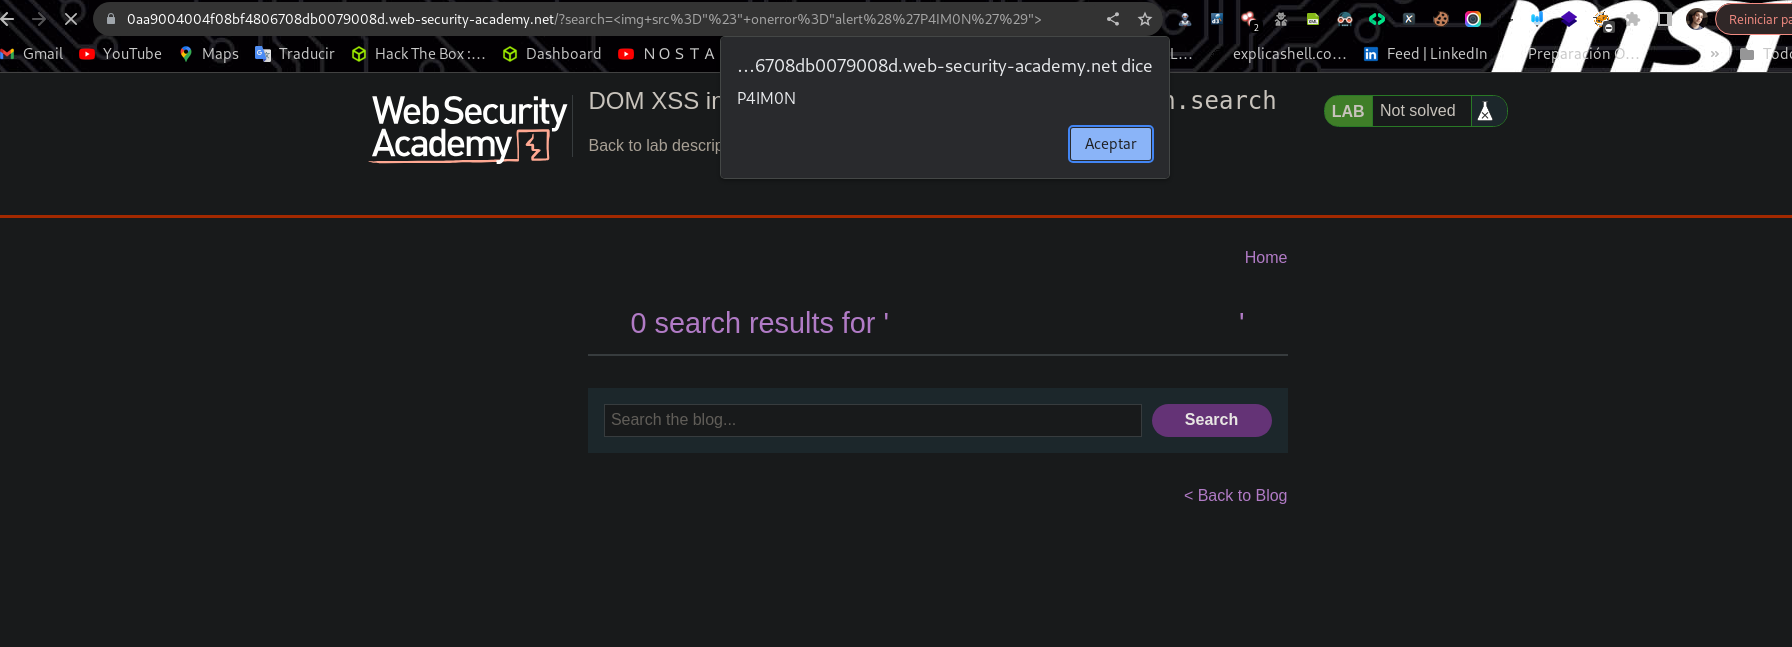 0aa9004004f08bf4806708db0079008d.web-security-academy.net/?search=<img+src%3D"%23"+onerror%3D"alert%28%27P4IM0N%27%29">
Reiniciar pa
Gmail YouTube Maps Traducir Hack The Box :... Dashboard N O S T A L... explicashell.co... Feed | LinkedIn Preparación O... » Todo
msi
...6708db0079008d.web-security-academy.net dice
P4IM0N
Aceptar
Web Security
Academy
DOM XSS in
.search
Back to lab descrip
LAB Not solved
Home
0 search results for ' '
Search the blog...
Search
< Back to Blog